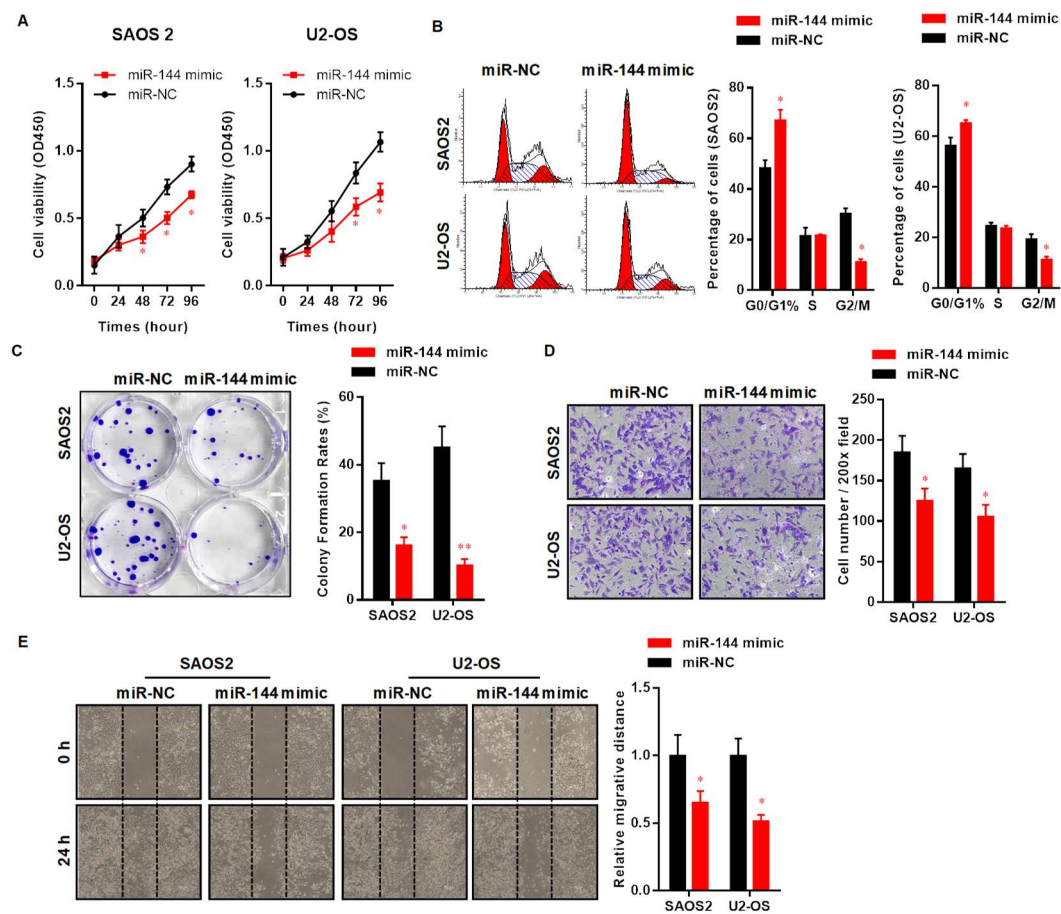 A
SAOS 2
U2-OS
miR-144 mimic
miR-NC
miR-144 mimic
miR-NC
Cell viability (OD450)
1.5
1.0
0.5
0.0
0 24 48 72 96
*
*
*
Times (hour)
Cell viability (OD450)
1.5
1.0
0.5
0.0
0 24 48 72 96
*
*
Times (hour)
B
miR-NC
miR-144 mimic
SAOS2
U2-OS
miR-144 mimic
miR-NC
Percentage of cells (SAOS2)
80
60
40
20
0
*
*
G0/G1% S G2/M
miR-144 mimic
miR-NC
Percentage of cells (U2-OS)
80
60
40
20
0
*
*
G0/G1% S G2/M
C
miR-NC
miR-144 mimic
SAOS2
U2-OS
miR-144 mimic
miR-NC
Colony Formation Rates (%)
60
40
20
0
*
**
SAOS2 U2-OS
D
miR-NC
miR-144 mimic
SAOS2
U2-OS
miR-144 mimic
miR-NC
Cell number / 200x field
250
200
150
100
50
0
*
*
SAOS2 U2-OS
E
SAOS2
U2-OS
miR-NC
miR-144 mimic
miR-NC
miR-144 mimic
0 h
24 h
miR-144 mimic
miR-NC
Relative migrative distance
1.5
1.0
0.5
0.0
*
*
SAOS2 U2-OS